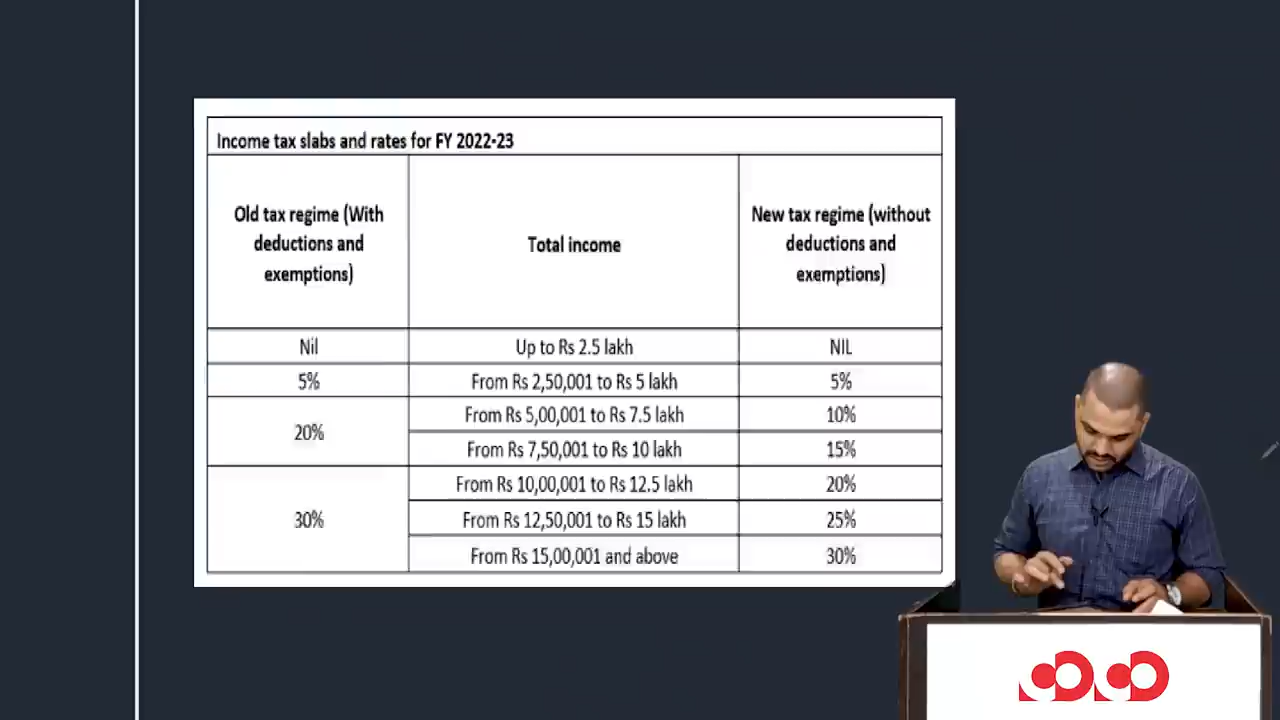 Income tax slabs and rates for FY 2022-23
Old tax regime (With
deductions and
exemptions)
Total income
New tax regime (without
deductions and
exemptions)
Nil
Up to Rs 2.5 lakh
NIL
5%
From Rs 2,50,001 to Rs 5 lakh
5%
20%
From Rs 5,00,001 to Rs 7.5 lakh
10%
From Rs 7,50,001 to Rs 10 lakh
15%
30%
From Rs 10,00,001 to Rs 12.5 lakh
20%
From Rs 12,50,001 to Rs 15 lakh
25%
From Rs 15,00,001 and above
30%